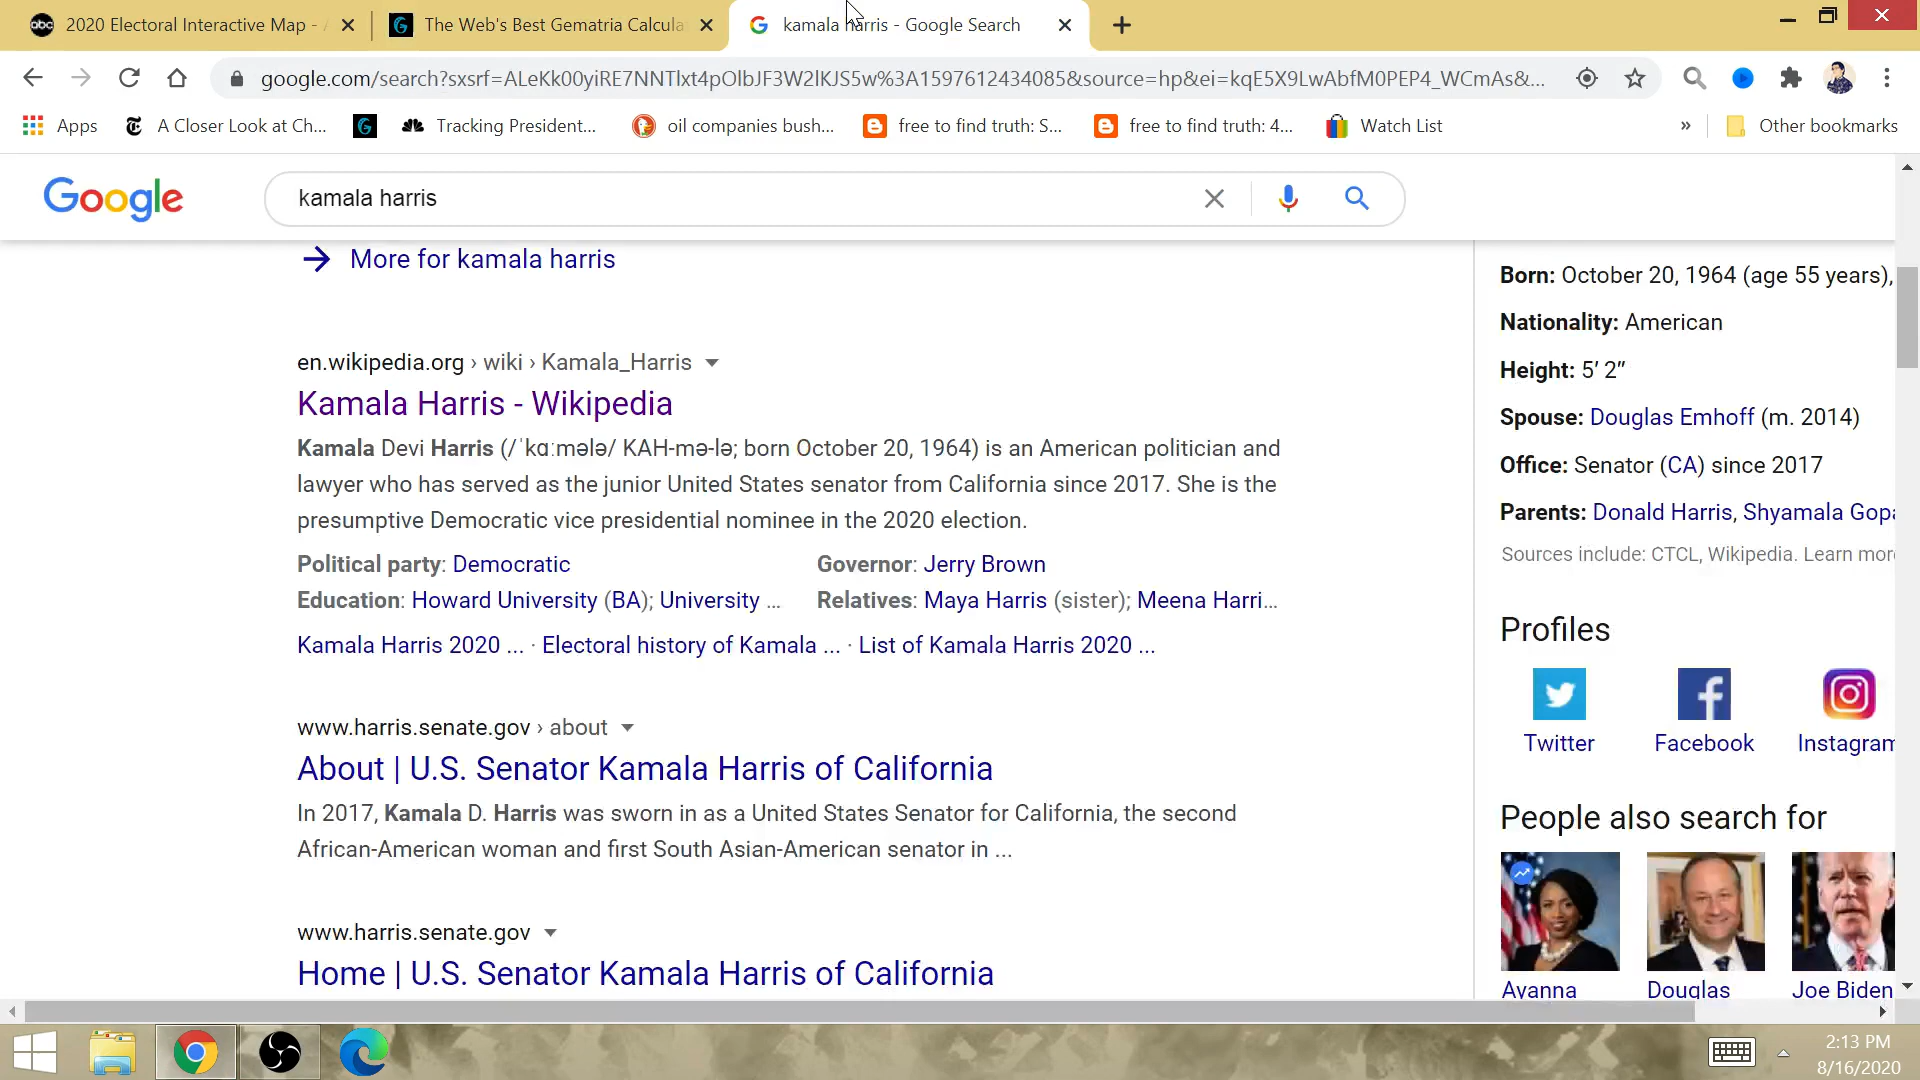 abc 2020 Electoral Interactive Map -
The Web's Best Gematria Calcula
kamala harris - Google Search
google.com/search?sxsrf=ALeKk00yiRE7NNTlxt4pOlbJF3W2lKJS5w%3A1597612434085&source=hp&ei=kqE5X9LwAbfM0PEP4_WCmAs&...
Apps
A Closer Look at Ch...
Tracking President...
oil companies bush...
free to find truth: S...
free to find truth: 4...
Watch List
»
Other bookmarks
Google
kamala harris
More for kamala harris
en.wikipedia.org › wiki › Kamala_Harris
Kamala Harris - Wikipedia
Kamala Devi Harris (/ˈkɑːmələ/ KAH-mə-lə; born October 20, 1964) is an American politician and
lawyer who has served as the junior United States senator from California since 2017. She is the
presumptive Democratic vice presidential nominee in the 2020 election.
Political party: Democratic
Governor: Jerry Brown
Education: Howard University (BA); University ...
Relatives: Maya Harris (sister); Meena Harri...
Kamala Harris 2020 ... · Electoral history of Kamala ... · List of Kamala Harris 2020 ...
www.harris.senate.gov › about
About | U.S. Senator Kamala Harris of California
In 2017, Kamala D. Harris was sworn in as a United States Senator for California, the second
African-American woman and first South Asian-American senator in ...
www.harris.senate.gov
Home | U.S. Senator Kamala Harris of California
Born: October 20, 1964 (age 55 years),
Nationality: American
Height: 5′ 2″
Spouse: Douglas Emhoff (m. 2014)
Office: Senator (CA) since 2017
Parents: Donald Harris, Shyamala Gopa
Sources include: CTCL, Wikipedia. Learn more
Profiles
Twitter
Facebook
Instagram
People also search for
Ayanna
Douglas
Joe Biden
2:13 PM
8/16/2020